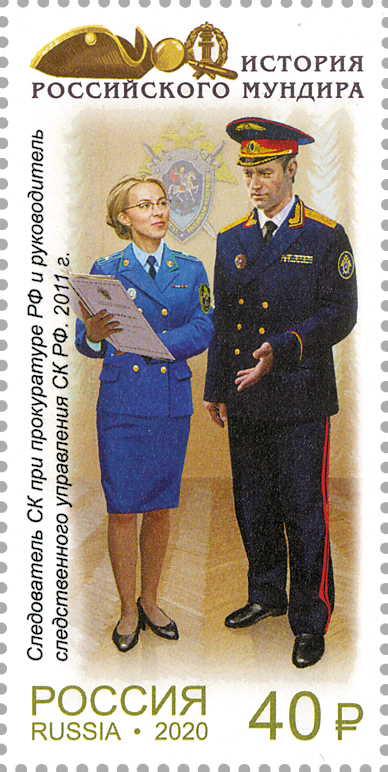 ИСТОРИЯ
РОССИЙСКОГО МУНДИРА
Следователь СК при прокуратуре РФ и руководитель
следственного управления СК РФ. 2011 г.
РОССИЯ
RUSSIA • 2020
40 ₽